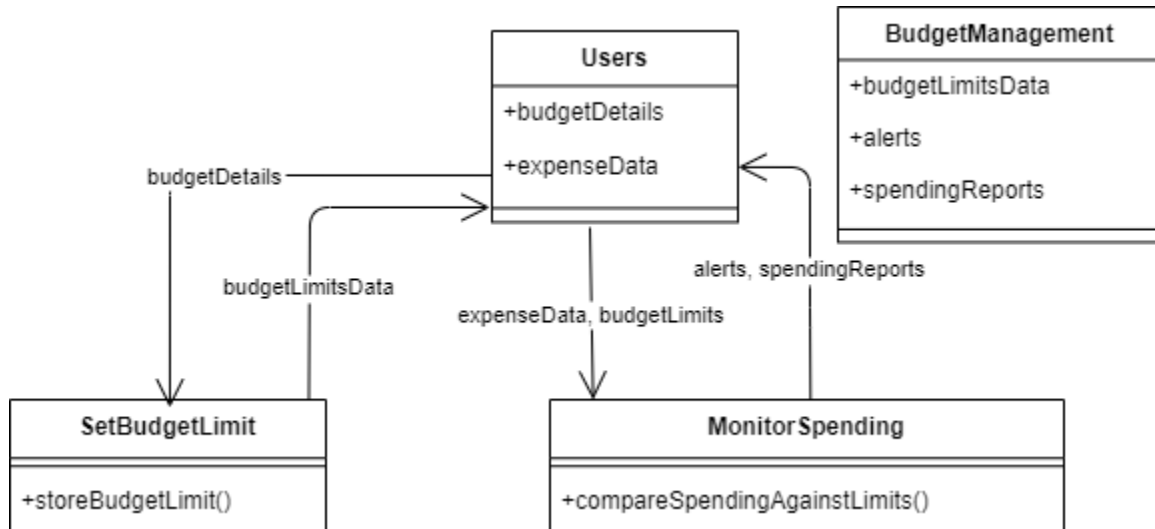 Users
+budgetDetails
+expenseData
BudgetManagement
+budgetLimitsData
+alerts
+spendingReports
budgetDetails
budgetLimitsData
expenseData, budgetLimits
alerts, spendingReports
SetBudgetLimit
+storeBudgetLimit()
MonitorSpending
+compareSpendingAgainstLimits()